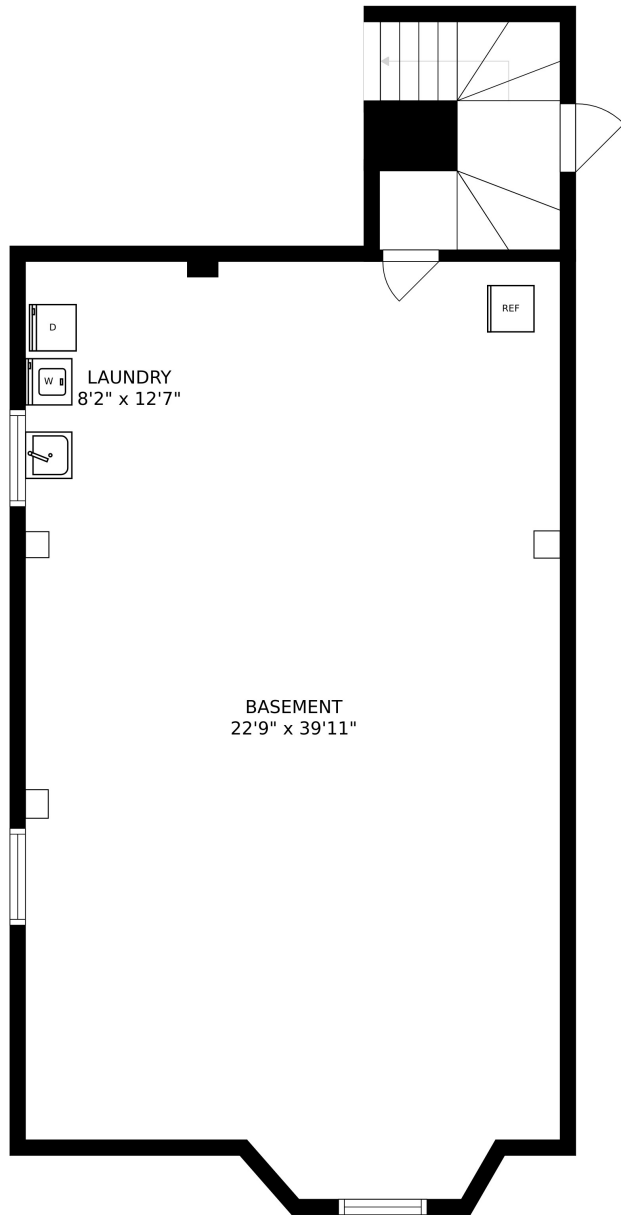 REF
D
LAUNDRY
W
8'2" x 12'7"
BASEMENT
22'9" x 39'11"